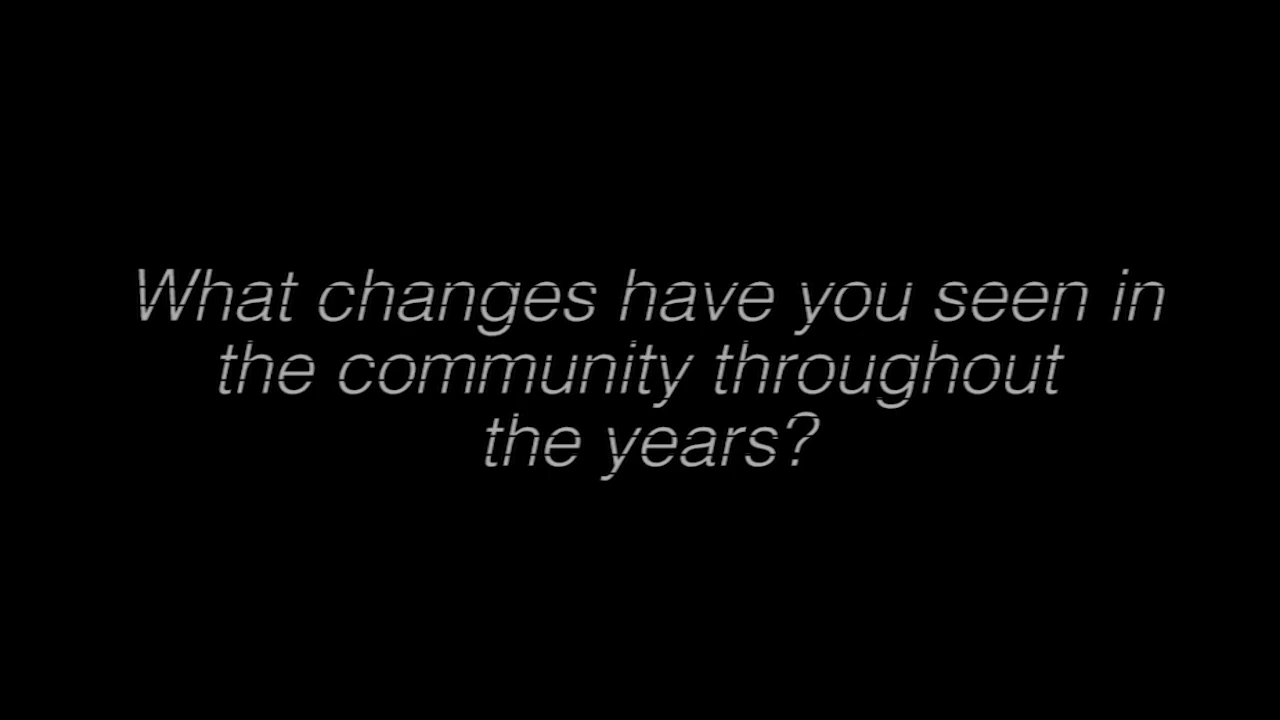 What changes have you seen in
the community throughout
the years?